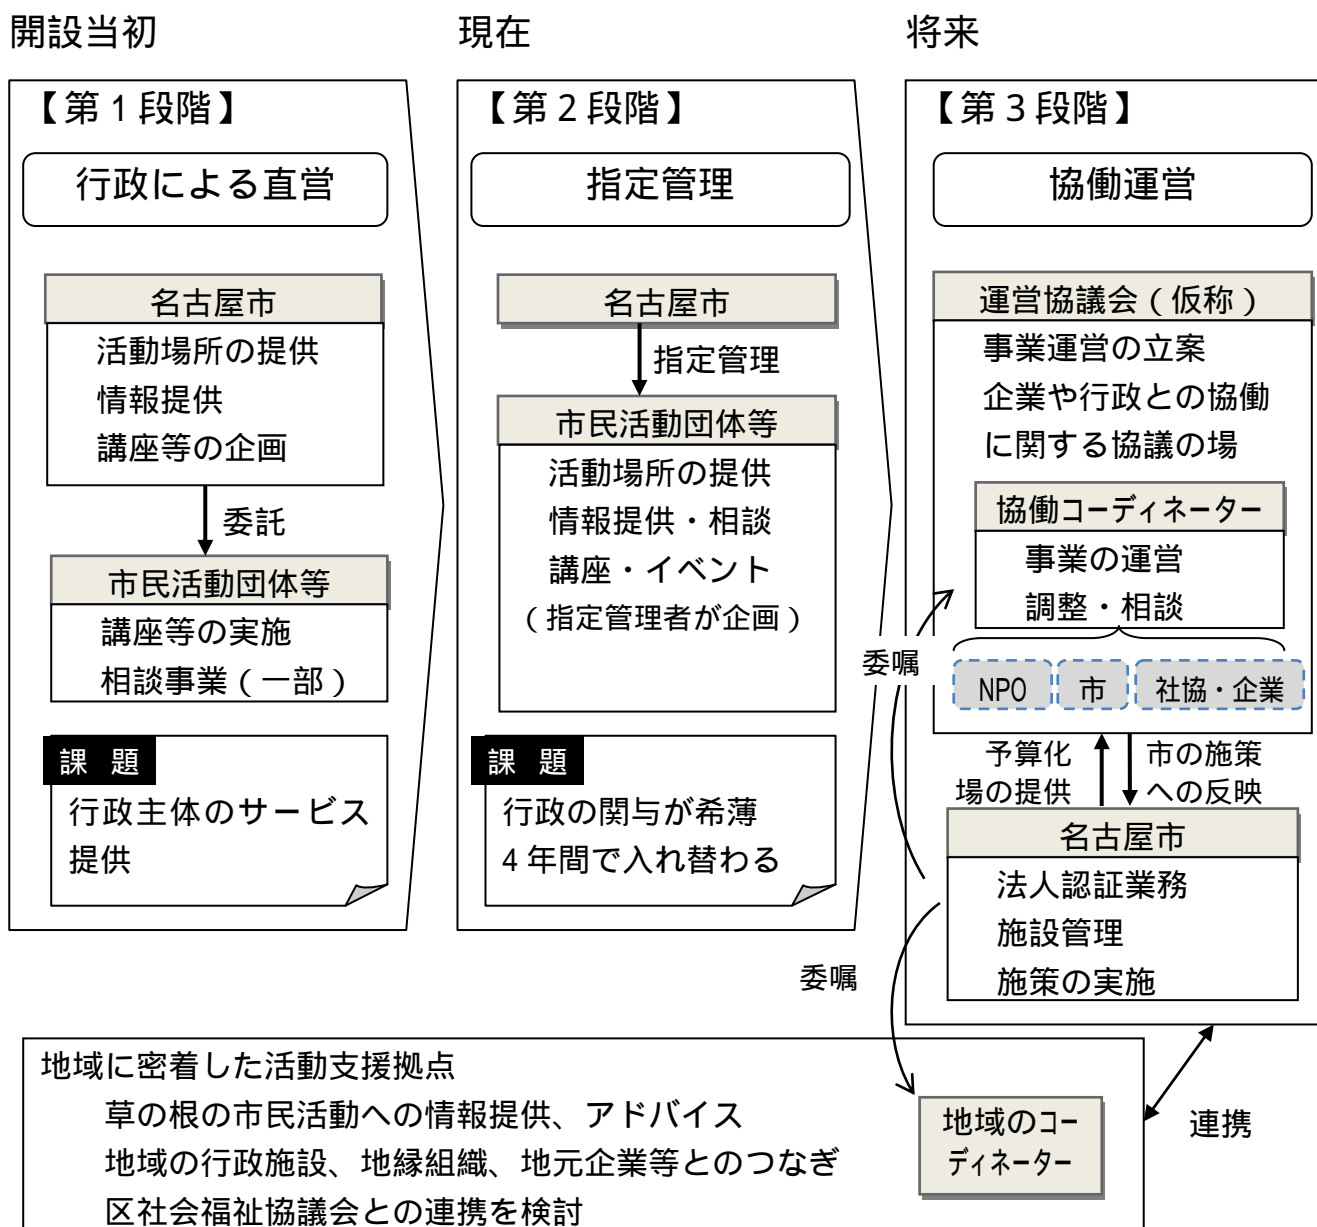 開設当初
現在
将来
【第1段階】
行政による直営
名古屋市
活動場所の提供
情報提供
講座等の企画
委託
市民活動団体等
講座等の実施
相談事業(一部)
課 題
行政主体のサービス
提供
【第2段階】
指定管理
名古屋市
指定管理
市民活動団体等
活動場所の提供
情報提供・相談
講座・イベント
(指定管理者が企画)
課 題
行政の関与が希薄
4年間で入れ替わる
【第3段階】
協働運営
運営協議会(仮称)
事業運営の立案
企業や行政との協働
に関する協議の場
協働コーディネーター
事業の運営
調整・相談
NPO
市
社協・企業
委嘱
予算化
場の提供
市の施策
への反映
名古屋市
法人認証業務
施設管理
施策の実施
委嘱
地域に密着した活動支援拠点
草の根の市民活動への情報提供、アドバイス
地域の行政施設、地縁組織、地元企業等とのつなぎ
区社会福祉協議会との連携を検討
地域のコー
ディネーター
連携